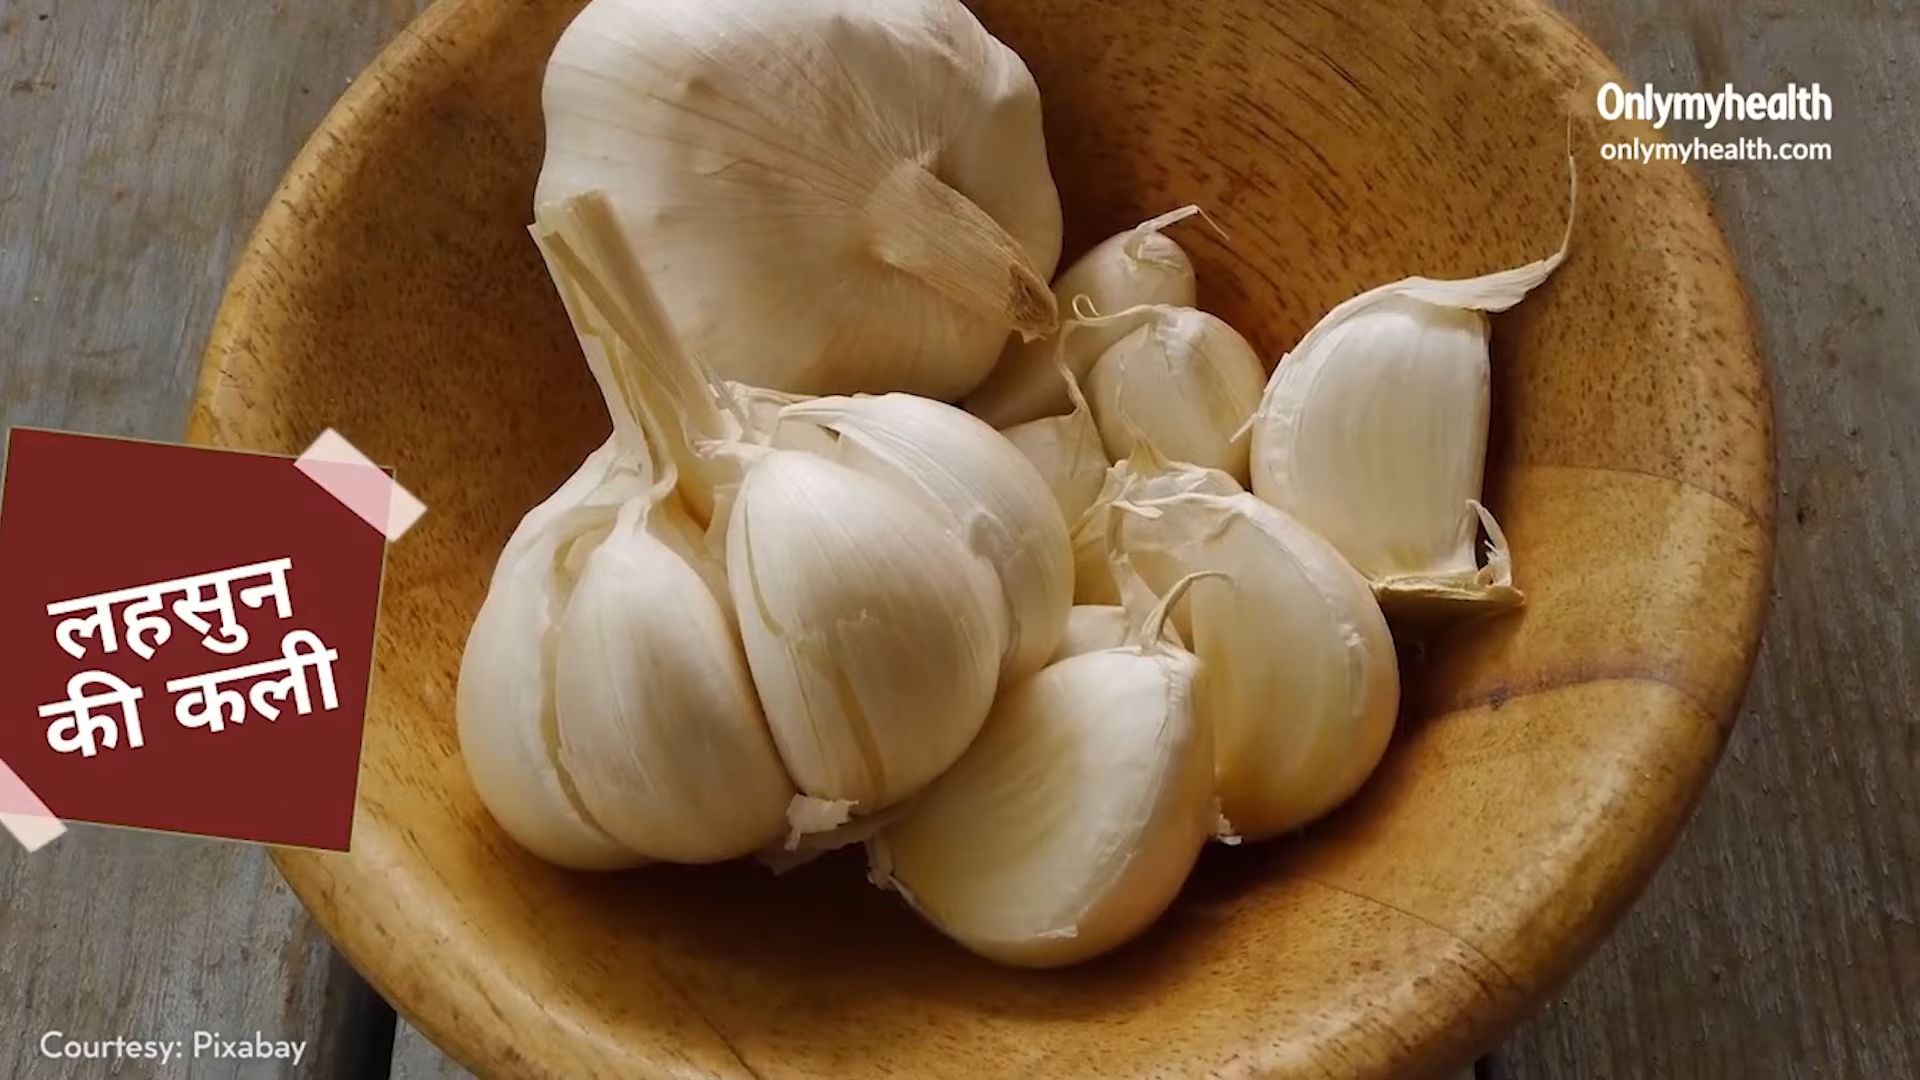 Onlymyhealth
onlymyhealth.com
लहसुन
की कली
Courtesy: Pixabay